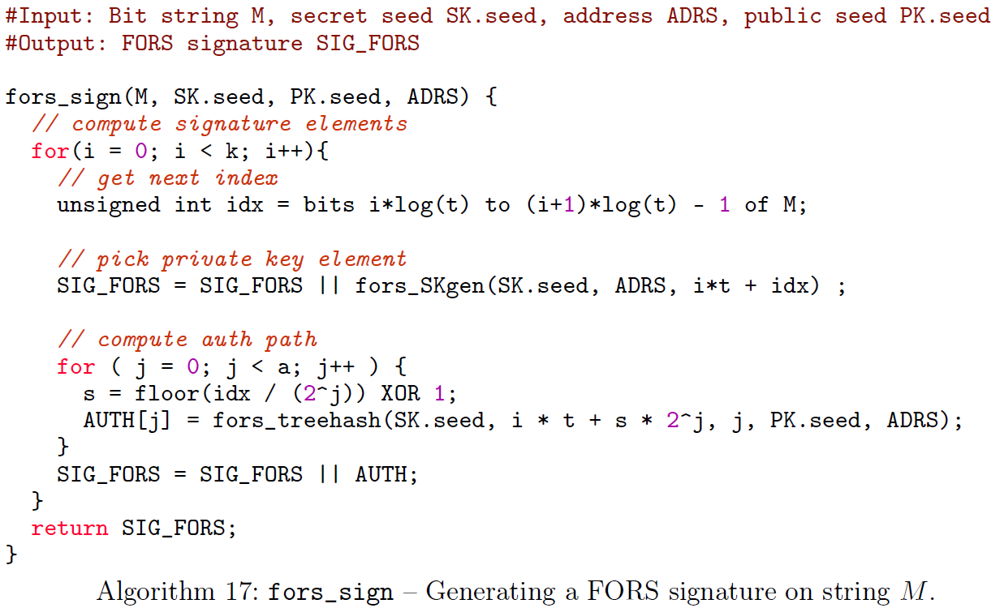 #Input: Bit string M, secret seed SK.seed, address ADRS, public seed PK.seed
#Output: FORS signature SIG_FORS
fors_sign(M, SK.seed, PK.seed, ADRS) {
// compute signature elements
for(i = 0; i < k; i++){
// get next index
unsigned int idx = bits i*log(t) to (i+1)*log(t) - 1 of M;
// pick private key element
SIG_FORS = SIG_FORS || fors_SKgen(SK.seed, ADRS, i*t + idx) ;
// compute auth path
for ( j = 0; j < a; j++ ) {
s = floor(idx / (2^j)) XOR 1;
AUTH[j] = fors_treehash(SK.seed, i * t + s * 2^j, j, PK.seed, ADRS);
}
SIG_FORS = SIG_FORS || AUTH;
}
return SIG_FORS;
}
Algorithm 17: fors_sign – Generating a FORS signature on string M.